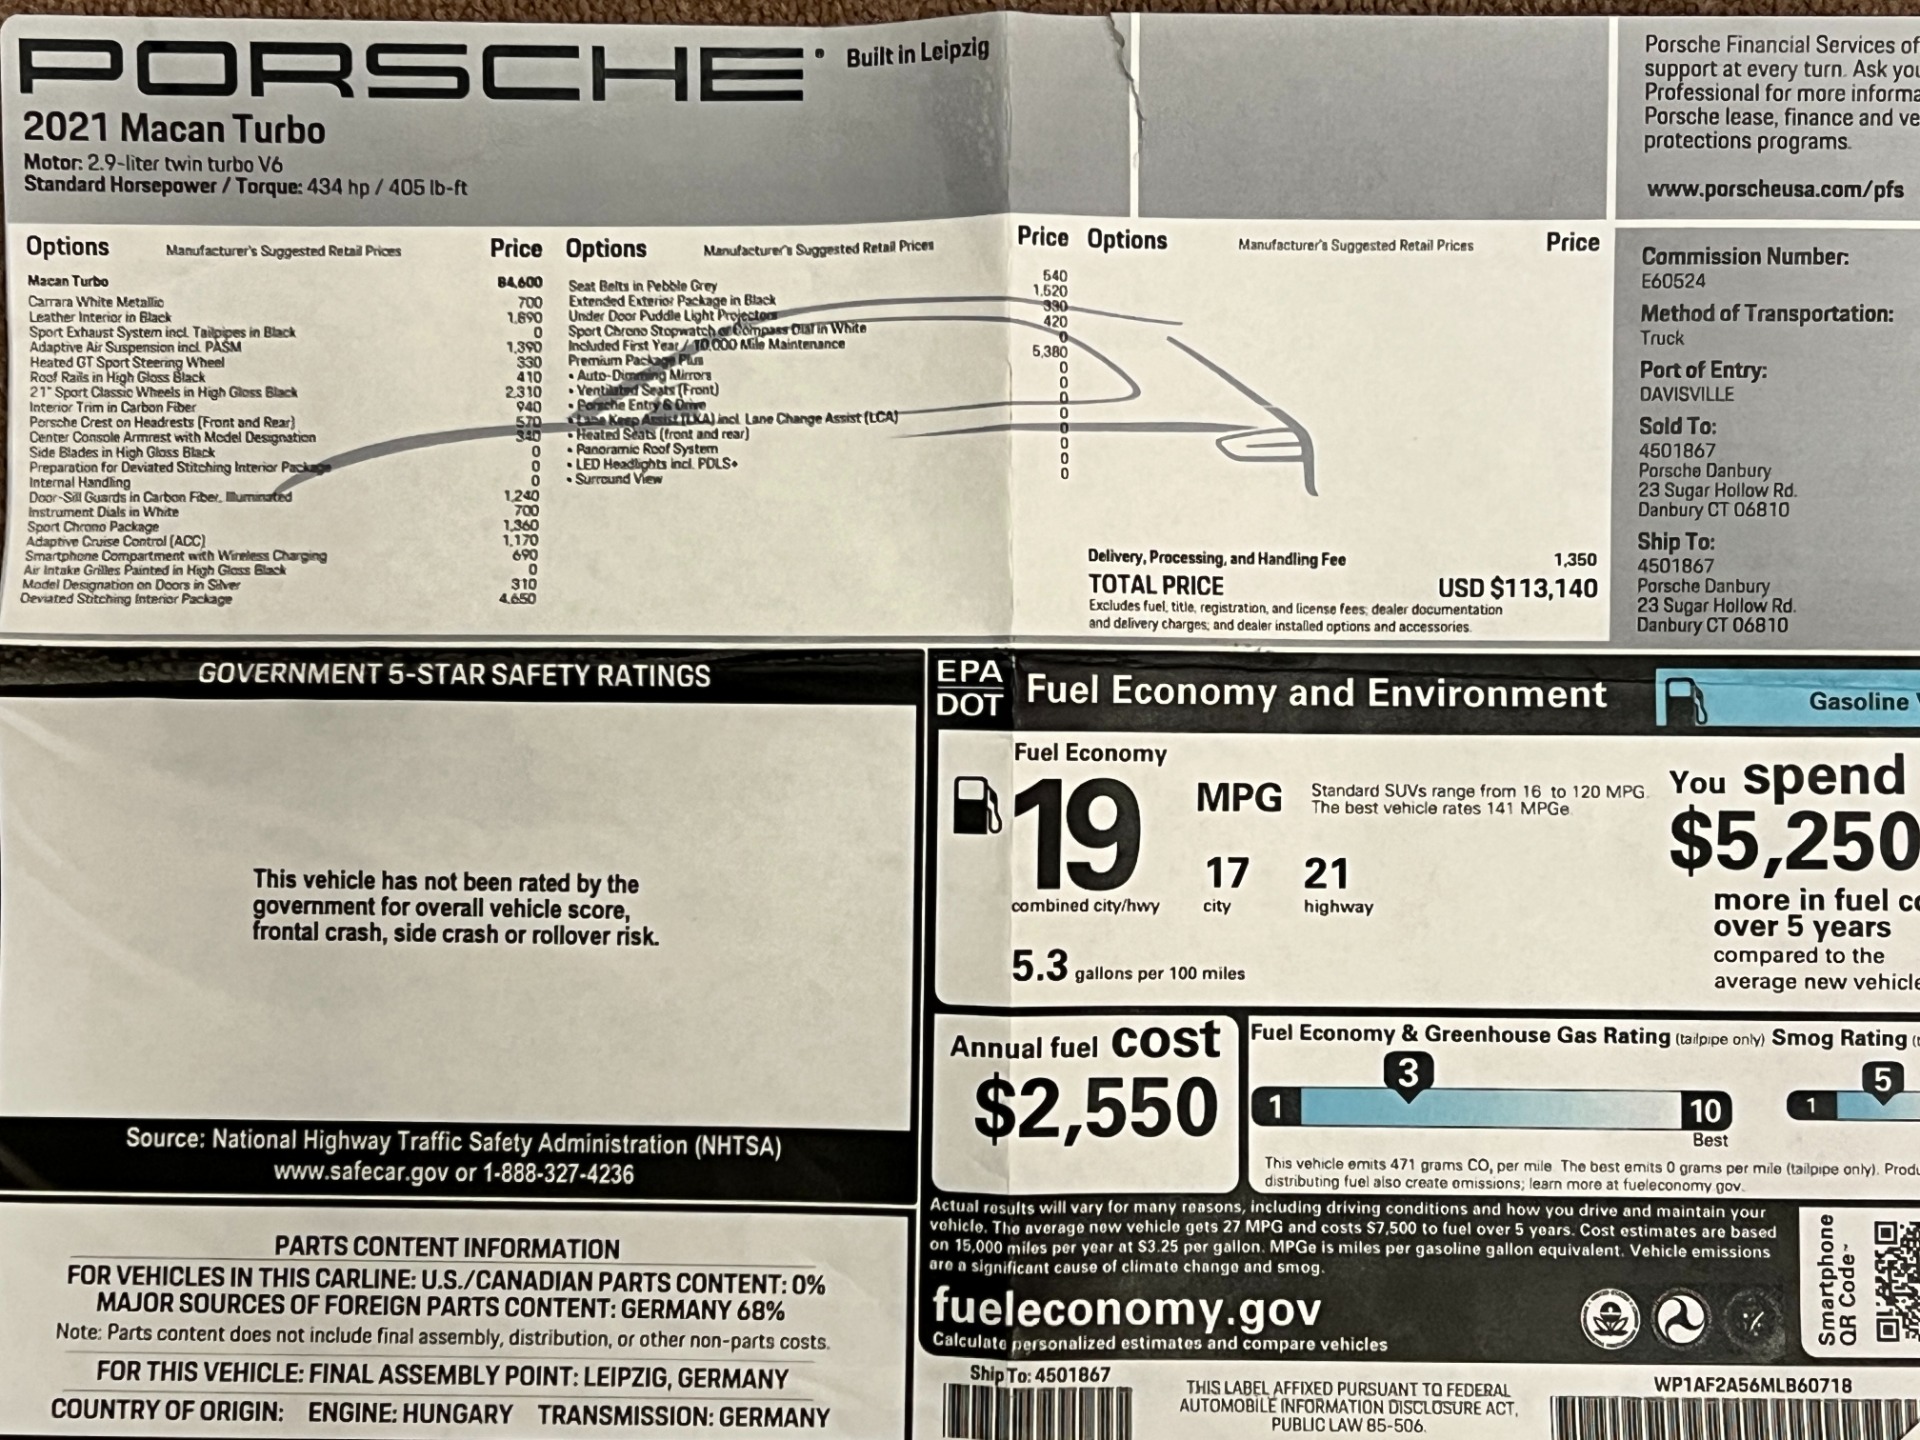 PORSCHE® Built in Leipzig
2021 Macan Turbo
Motor: 2.9-liter twin turbo V6
Standard Horsepower / Torque: 434 hp / 405 lb-ft
Options Manufacturer's Suggested Retail Prices Price
Macan Turbo 84,600
Carrara White Metallic 700
Leather Interior in Black 1,890
Sport Exhaust System incl. Tailpipes in Black 0
Adaptive Air Suspension incl. PASM 1,390
Heated GT Sport Steering Wheel 330
Roof Rails in High Gloss Black 410
21" Sport Classic Wheels in High Gloss Black 2,310
Interior Trim in Carbon Fiber 940
Porsche Crest on Headrests (Front and Rear) 570
Center Console Armrest with Model Designation 340
Side Blades in High Gloss Black 0
Preparation for Deviated Stitching Interior Package 0
Internal Handling 0
Door-Sill Guards in Carbon Fiber, Illuminated 1,240
Instrument Dials in White 700
Sport Chrono Package 1,360
Adaptive Cruise Control (ACC) 1,170
Smartphone Compartment with Wireless Charging 690
Air Intake Grilles Painted in High Gloss Black 0
Model Designation on Doors in Silver 310
Deviated Stitching Interior Package 4,650
Options Manufacturer's Suggested Retail Prices Price
Seat Belts in Pebble Grey 540
Extended Exterior Package in Black 1,520
Under Door Puddle Light Projectors 330
Sport Chrono Stopwatch or Compass Dial in White 420
Included First Year / 10,000 Mile Maintenance 0
Premium Package Plus 5,380
• Auto-Dimming Mirrors 0
• Ventilated Seats (Front) 0
• Porsche Entry & Drive 0
• Lane Keep Assist (LKA) incl. Lane Change Assist (LCA) 0
• Heated Seats (front and rear) 0
• Panoramic Roof System 0
• LED Headlights incl. PDLS+ 0
• Surround View 0
Options Manufacturer's Suggested Retail Prices Price
Delivery, Processing, and Handling Fee 1,350
TOTAL PRICE USD $113,140
Excludes fuel, title, registration, and license fees; dealer documentation
and delivery charges; and dealer installed options and accessories.
Porsche Financial Services of
support at every turn. Ask
Professional for more
Porsche lease, finance and
protections programs.
www.porscheusa.com/pfs
Commission Number:
E60524
Method of Transportation:
Truck
Port of Entry:
DAVISVILLE
Sold To:
4501867
Porsche Danbury
23 Sugar Hollow Rd.
Danbury CT 06810
Ship To:
4501867
Porsche Danbury
23 Sugar Hollow Rd.
Danbury CT 06810
GOVERNMENT 5-STAR SAFETY RATINGS
This vehicle has not been rated by the
government for overall vehicle score,
frontal crash, side crash or rollover risk.
Source: National Highway Traffic Safety Administration (NHTSA)
www.safecar.gov or 1-888-327-4236
PARTS CONTENT INFORMATION
FOR VEHICLES IN THIS CARLINE: U.S./CANADIAN PARTS CONTENT: 0%
MAJOR SOURCES OF FOREIGN PARTS CONTENT: GERMANY 68%
Note: Parts content does not include final assembly, distribution, or other non-parts costs.
FOR THIS VEHICLE: FINAL ASSEMBLY POINT: LEIPZIG, GERMANY
COUNTRY OF ORIGIN: ENGINE: HUNGARY TRANSMISSION: GERMANY
EPA
DOT
Fuel Economy and Environment
Gasoline
Fuel Economy
19 MPG
Standard SUVs range from 16 to 120 MPG.
The best vehicle rates 141 MPGe.
17 21
combined city/hwy city highway
5.3 gallons per 100 miles
You spend
$5,250
more in fuel
over 5 years
compared to the
average new
Annual fuel cost
$2,550
Fuel Economy & Greenhouse Gas Rating (tailpipe only) Smog Rating
3 5
1 10 1
Best
This vehicle emits 471 grams CO₂ per mile. The best emits 0 grams per mile (tailpipe only).
distributing fuel also create emissions; learn more at fueleconomy.gov.
Actual results will vary for many reasons, including driving conditions and how you drive and maintain your
vehicle. The average new vehicle gets 27 MPG and costs $7,500 to fuel over 5 years. Cost estimates are based
on 15,000 miles per year at $3.25 per gallon. MPGe is miles per gasoline gallon equivalent. Vehicle emissions
are a significant cause of climate change and smog.
fueleconomy.gov
Calculate personalized estimates and compare vehicles
Smartphone
QR Code™
Ship To: 4501867
THIS LABEL AFFIXED PURSUANT TO FEDERAL
AUTOMOBILE INFORMATION DISCLOSURE ACT,
PUBLIC LAW 85-506.
WP1AF2A56MLB60718